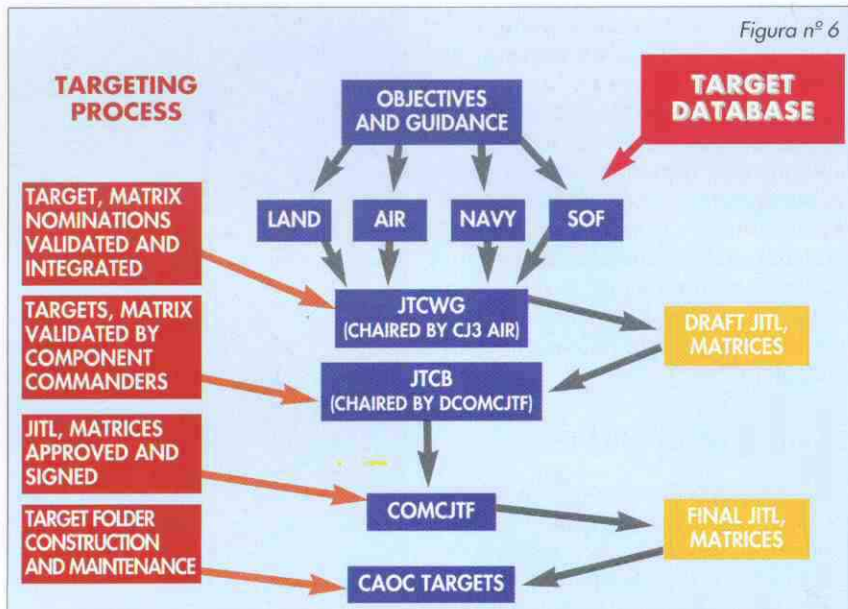 Figura nº 6
TARGETING
PROCESS
OBJECTIVES
AND GUIDANCE
TARGET
DATABASE
TARGET, MATRIX
NOMINATIONS
VALIDATED AND
INTEGRATED
LAND
AIR
NAVY
SOF
TARGETS, MATRIX
VALIDATED BY
COMPONENT
COMMANDERS
JTCWG
(CHAIRED BY CJ3 AIR)
DRAFT JITL,
MATRICES
JTCB
(CHAIRED BY DCOMCJTF)
JITL, MATRICES
APPROVED AND
SIGNED
COMCJTF
FINAL JITL,
MATRICES
TARGET FOLDER
CONSTRUCTION
AND MAINTENANCE
CAOC TARGETS